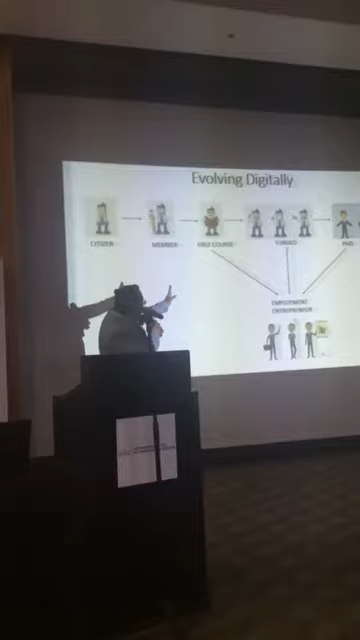 Evolving Digitally
CITIZEN
MEMBER
FREE COURSE
FUNDED
PAID
EMPLOYMENT
ENTREPRENEUR